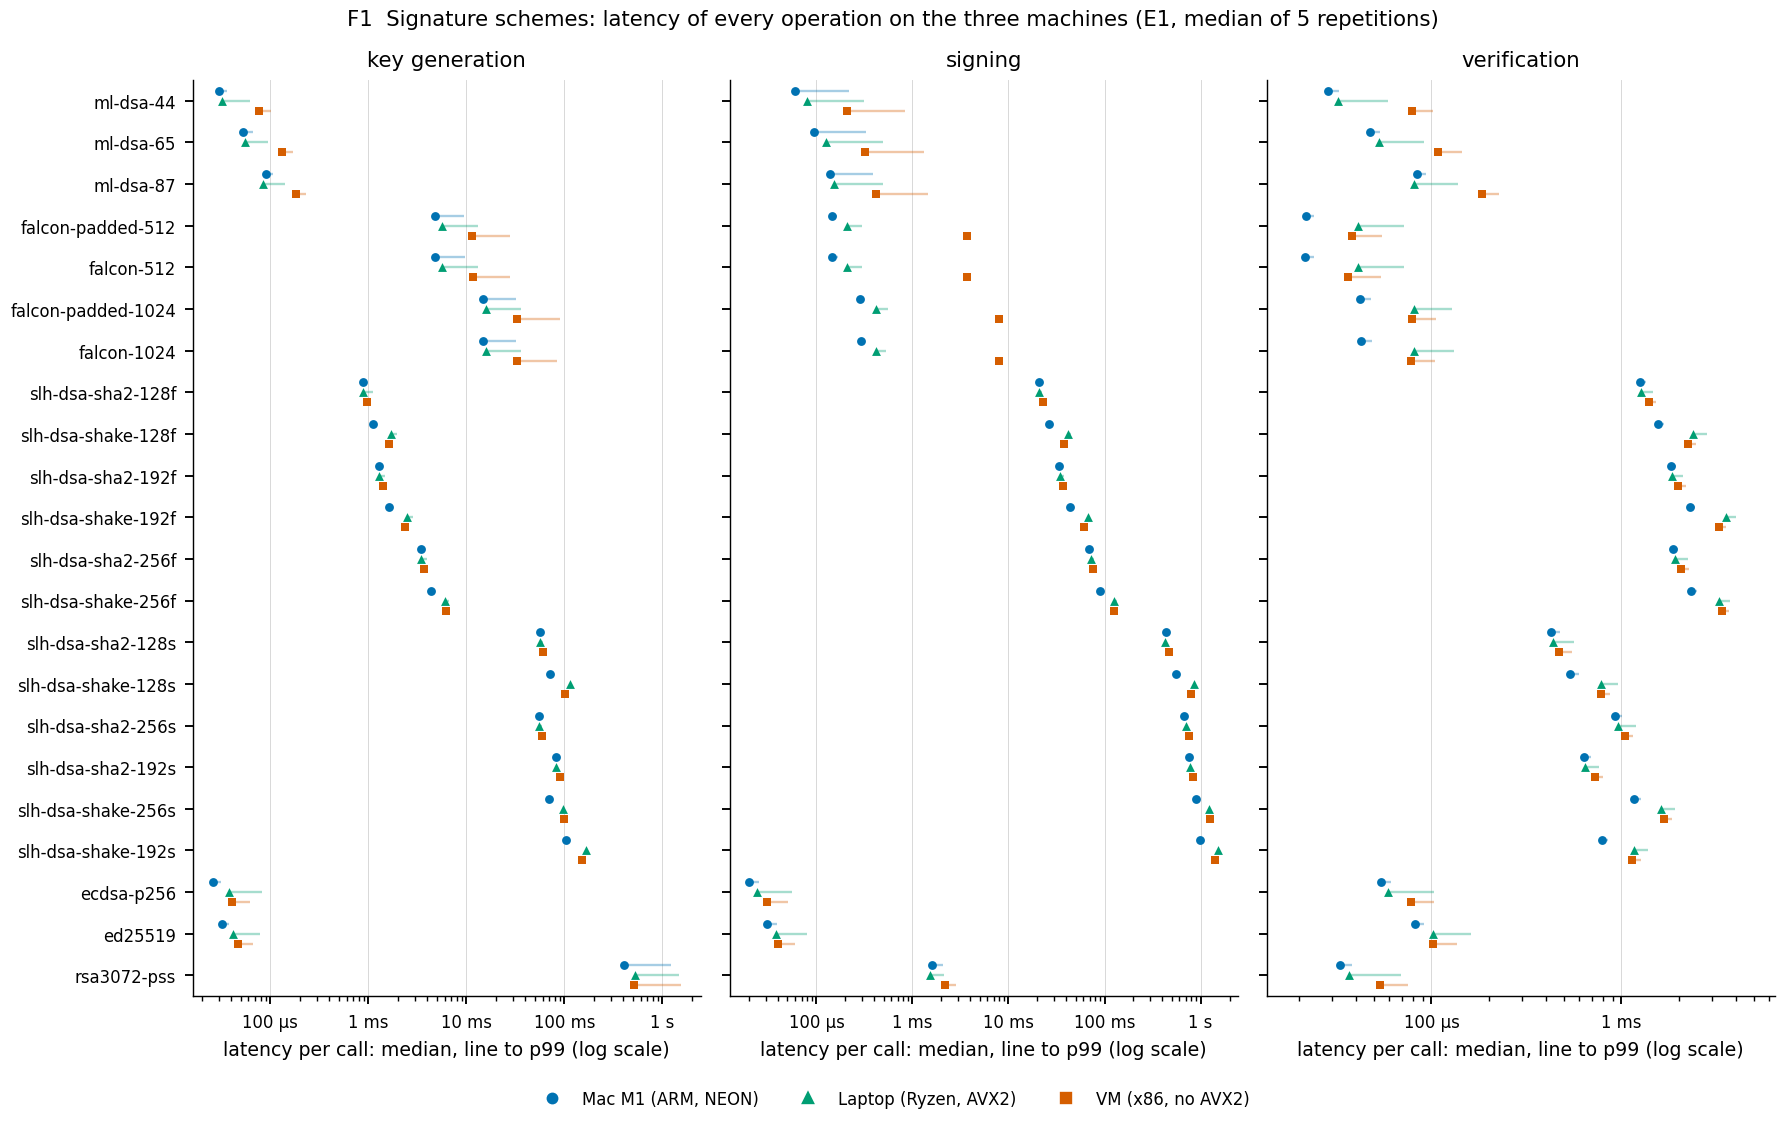 F1  Signature schemes: latency of every operation on the three machines (E1, median of 5 repetitions)
key generation
signing
verification
ml-dsa-44
ml-dsa-65
ml-dsa-87
falcon-padded-512
falcon-512
falcon-padded-1024
falcon-1024
slh-dsa-sha2-128f
slh-dsa-shake-128f
slh-dsa-sha2-192f
slh-dsa-shake-192f
slh-dsa-sha2-256f
slh-dsa-shake-256f
slh-dsa-sha2-128s
slh-dsa-shake-128s
slh-dsa-sha2-256s
slh-dsa-sha2-192s
slh-dsa-shake-256s
slh-dsa-shake-192s
ecdsa-p256
ed25519
rsa3072-pss
100 µs 1 ms 10 ms 100 ms 1 s
100 µs 1 ms 10 ms 100 ms 1 s
100 µs 1 ms
latency per call: median, line to p99 (log scale)
latency per call: median, line to p99 (log scale)
latency per call: median, line to p99 (log scale)
Mac M1 (ARM, NEON)
Laptop (Ryzen, AVX2)
VM (x86, no AVX2)